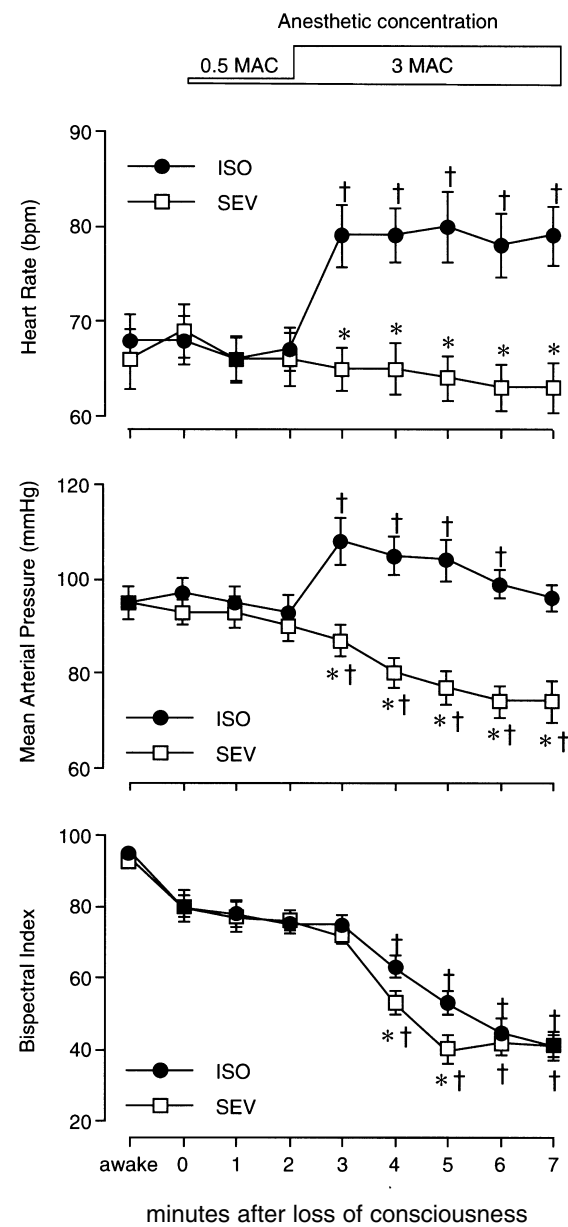 Anesthetic concentration
0.5 MAC 3 MAC
90
80
70
60
Heart Rate (bpm)
ISO
SEV
† † † † †
* * * * *
120
100
80
60
Mean Arterial Pressure (mmHg)
† † † †
*† *† *† *† *†
ISO
SEV
100
80
60
40
20
Bispectral Index
† † † †
*† *† † †
ISO
SEV
awake 0 1 2 3 4 5 6 7
minutes after loss of consciousness